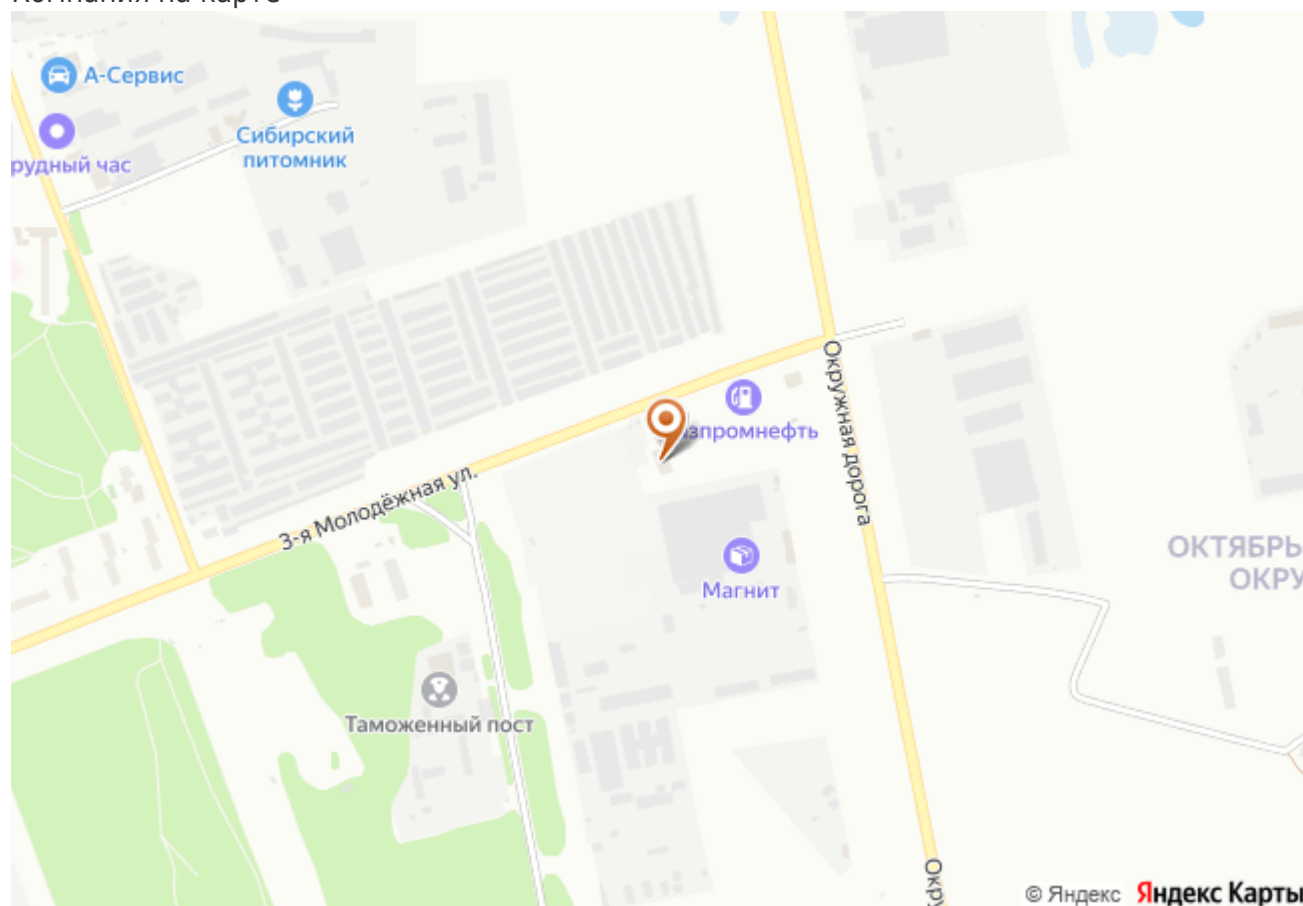 А-Сервис
Сибирский
питомник
рудный час
Окружная дорога
зпромнефть
3-я Молодёжная ул.
ОКТЯБРЬ
ОКРУ
Магнит
Таможенный пост
Окру
© Яндекс Яндекс Карты